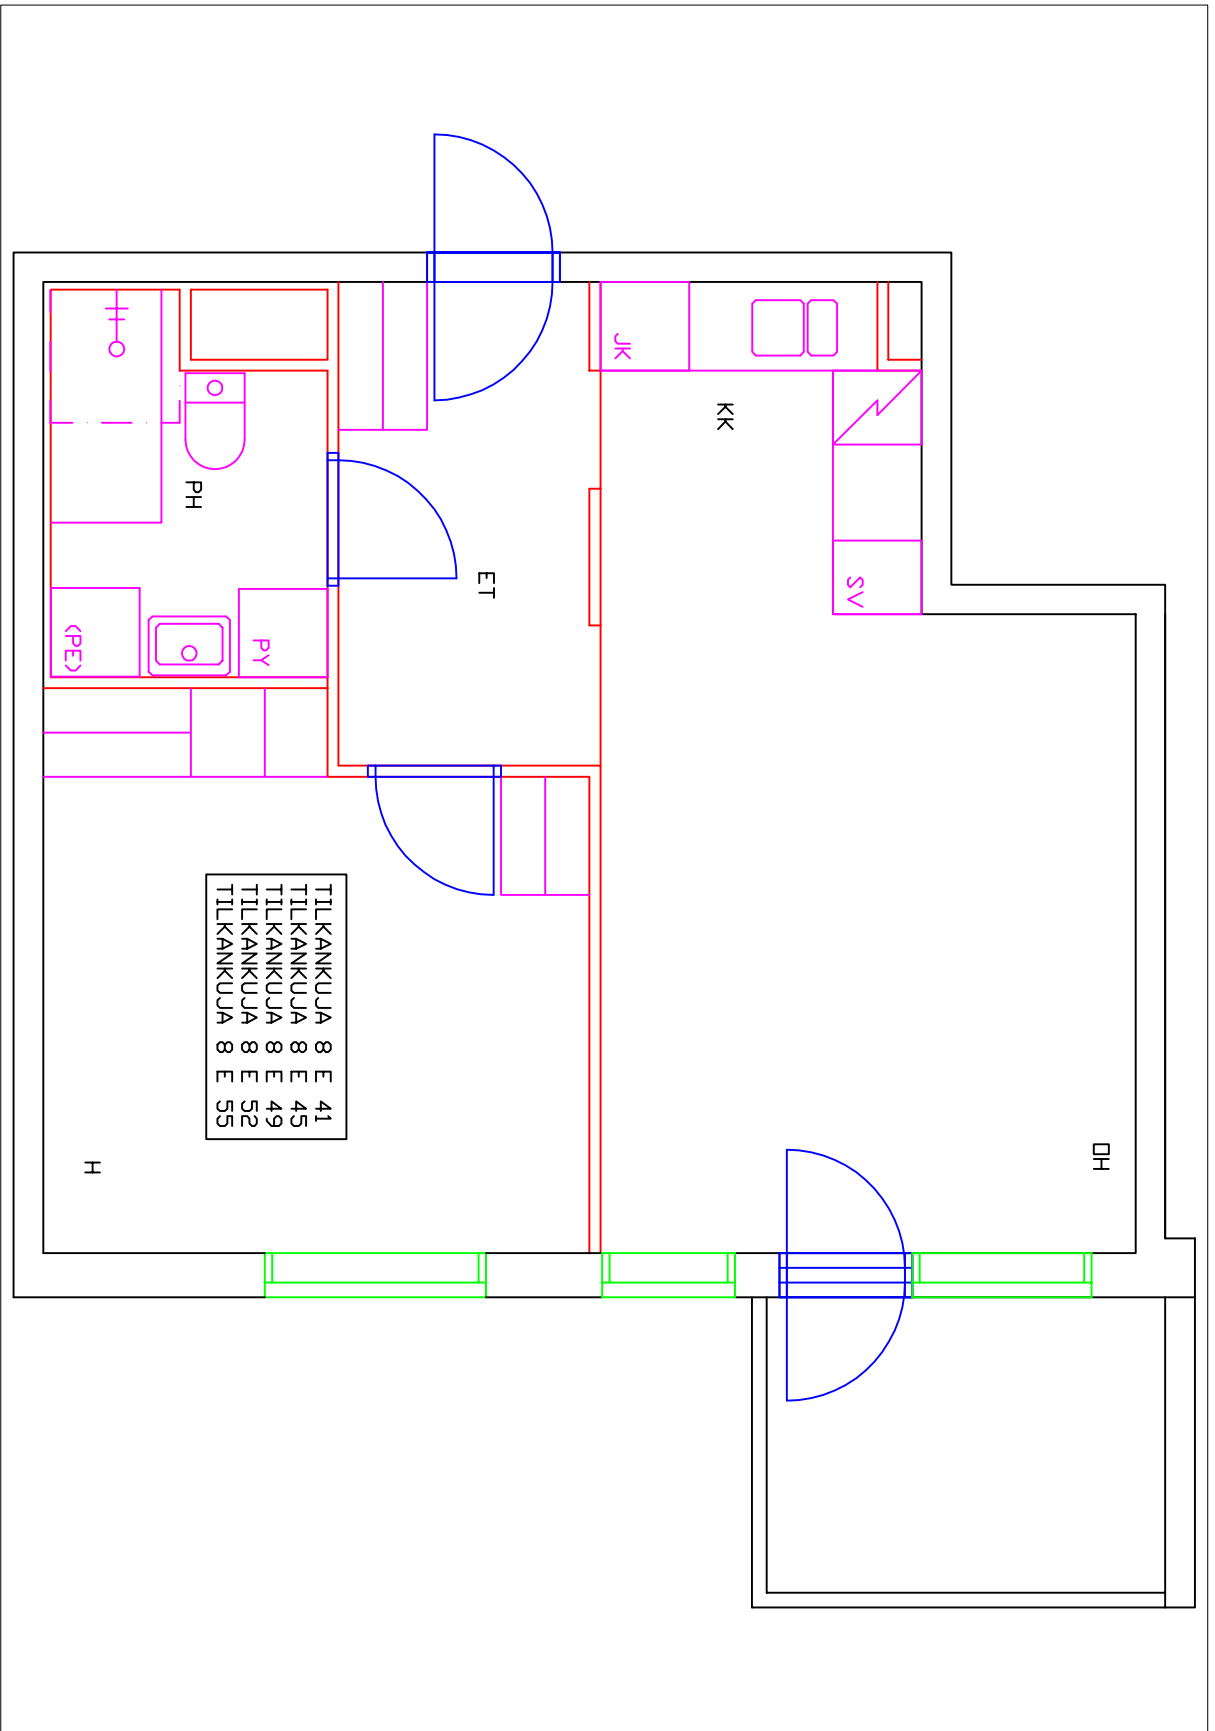 OH
SV
KK
JK
ET
TILKANKUJA 8 E 41
TILKANKUJA 8 E 45
TILKANKUJA 8 E 49
TILKANKUJA 8 E 52
TILKANKUJA 8 E 55
PY
PH
H
(PE)